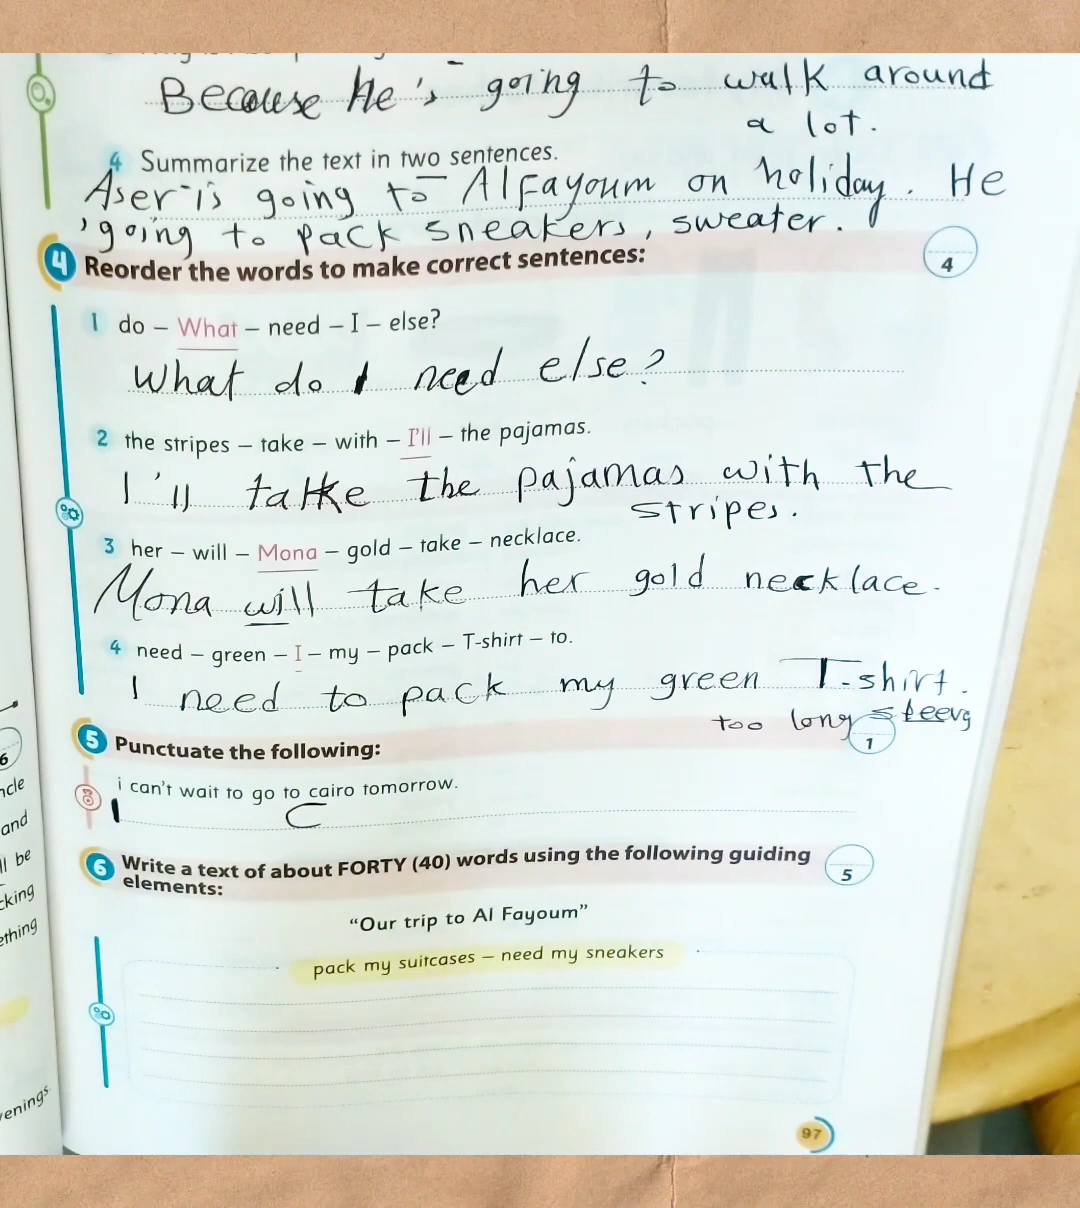 Because he's going to walk around
a lot.
4 Summarize the text in two sentences.
Aser is going to Al Fayoum on holiday. He
's going to pack sneakers, sweater.
4 Reorder the words to make correct sentences:
4
1 do – What – need – I – else?
What do I need else?
2 the stripes – take – with – I'll – the pajamas.
I'll take the pajamas with the
stripes.
3 her – will – Mona – gold – take – necklace.
Mona will take her gold necklace.
4 need – green – I – my – pack – T-shirt – to.
I need to pack my green T-shirt.
too long
5 Punctuate the following:
1
i can't wait to go to cairo tomorrow.
I C
6 Write a text of about FORTY (40) words using the following guiding
elements:
5
"Our trip to Al Fayoum"
pack my suitcases – need my sneakers
97
6
and
venings